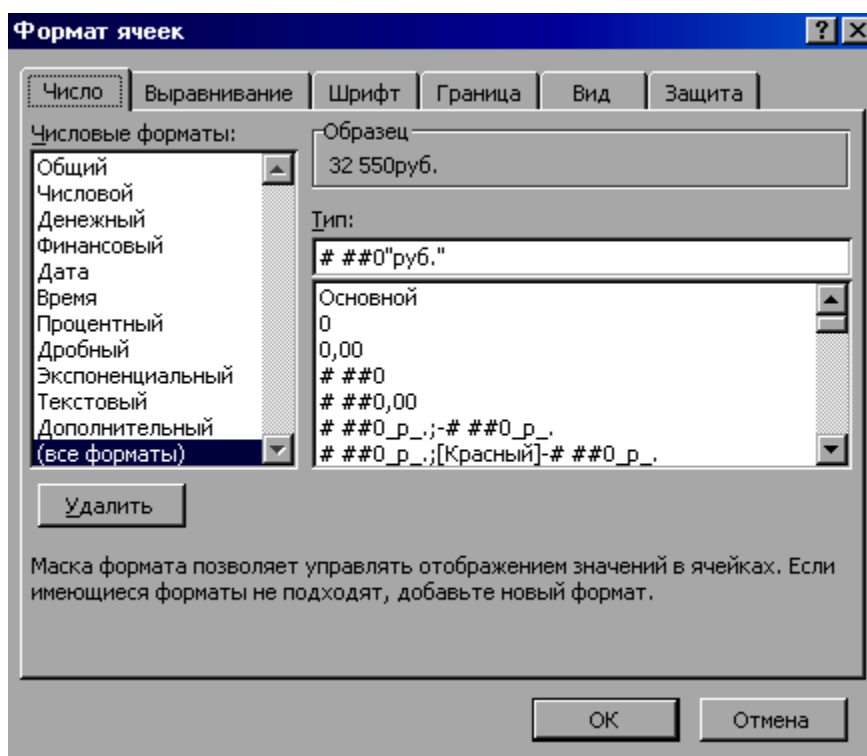 Формат ячеек
Число Выравнивание Шрифт Граница Вид Защита
Числовые форматы:
Общий
Числовой
Денежный
Финансовый
Дата
Время
Процентный
Дробный
Экспоненциальный
Текстовый
Дополнительный
(все форматы)
Образец
32 550руб.
Тип:
# ##0"руб."
Основной
0
0,00
# ##0
# ##0,00
# ##0_р_.;-# ##0_р_.
# ##0_р_.;[Красный]-# ##0_р_.
Удалить
Маска формата позволяет управлять отображением значений в ячейках. Если
имеющиеся форматы не подходят, добавьте новый формат.
ОК Отмена